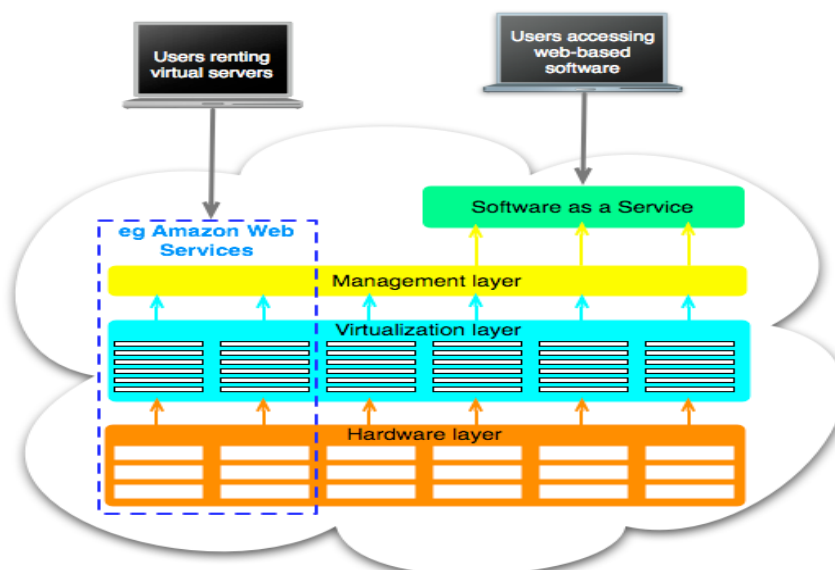 Users renting
virtual servers
Users accessing
web-based
software
Software as a Service
eg Amazon Web
Services
Management layer
Virtualization layer
Hardware layer